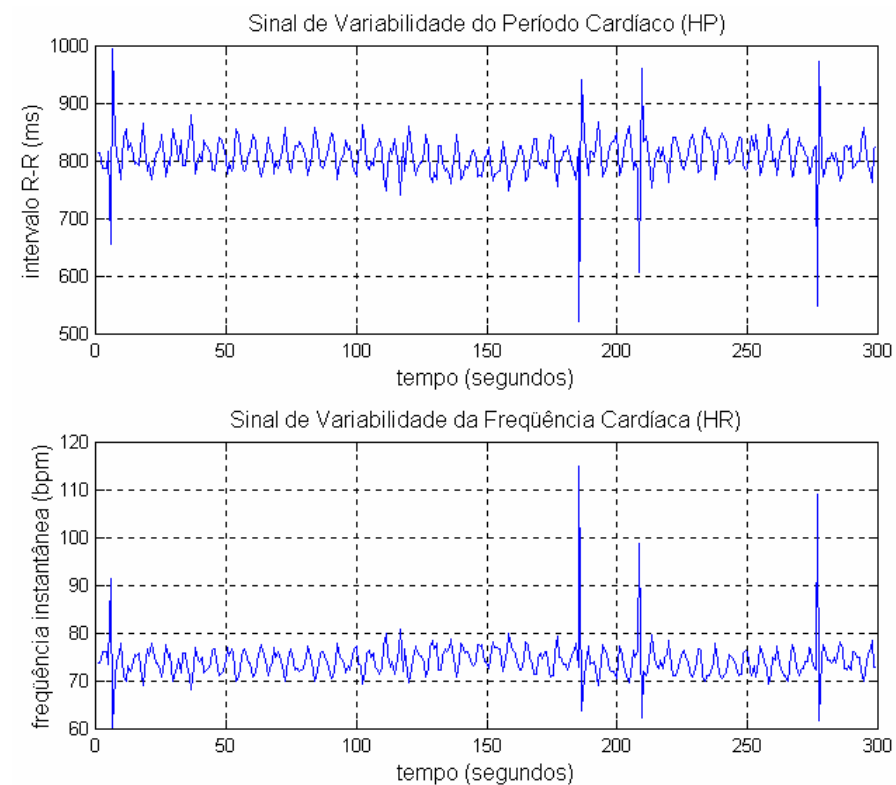 Sinal de Variabilidade do Período Cardíaco (HP)
intervalo R-R (ms)
1000
900
800
700
600
500
0 50 100 150 200 250 300
tempo (segundos)
Sinal de Variabilidade da Freqüência Cardíaca (HR)
freqüência instantânea (bpm)
120
110
100
90
80
70
60
0 50 100 150 200 250 300
tempo (segundos)